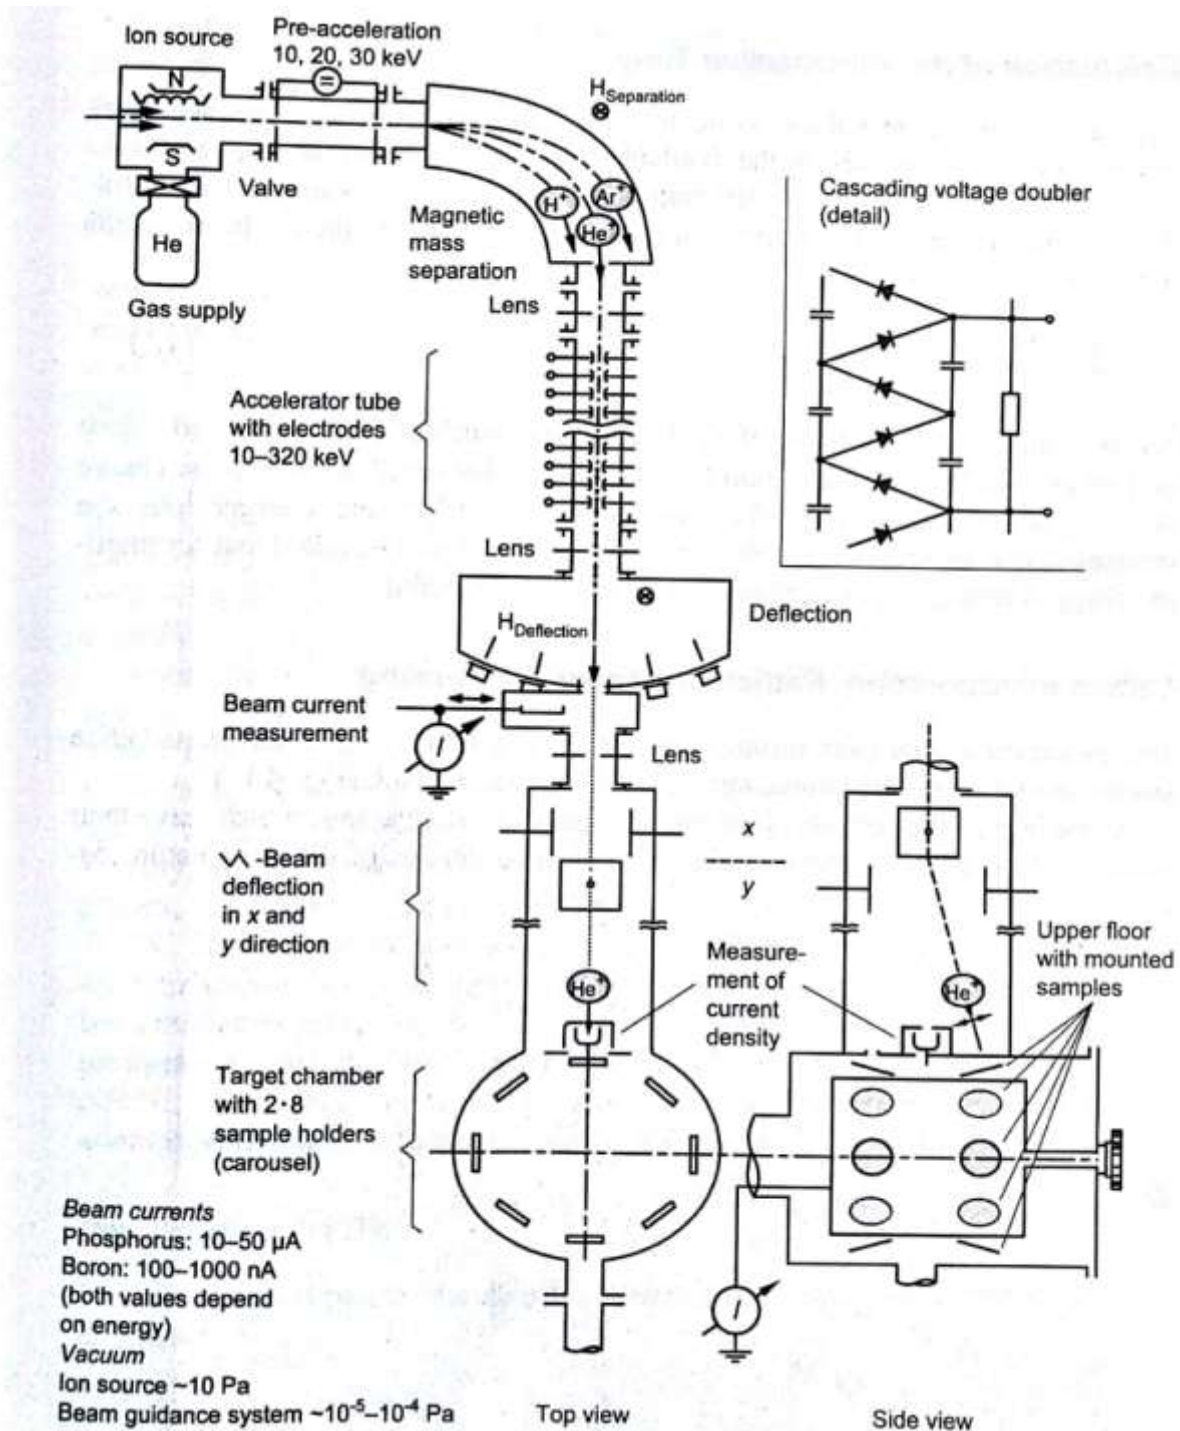 Ion source
Pre-acceleration
10, 20, 30 keV
=
N
S
H Separation
Valve
He
Gas supply
H+
Ar+
He+
Magnetic
mass
separation
Cascading voltage doubler
(detail)
Lens
Accelerator tube
with electrodes
10–320 keV
Lens
Deflection
H Deflection
Beam current
measurement
I
Lens
-Beam
deflection
in x and
y direction
x
y
He+
Measure-
ment of
current
density
Upper floor
with mounted
samples
He+
Target chamber
with 2·8
sample holders
(carousel)
I
Beam currents
Phosphorus: 10–50 µA
Boron: 100–1000 nA
(both values depend
on energy)
Vacuum
Ion source ~10 Pa
Beam guidance system ~10⁻⁵–10⁻⁴ Pa
Top view
Side view